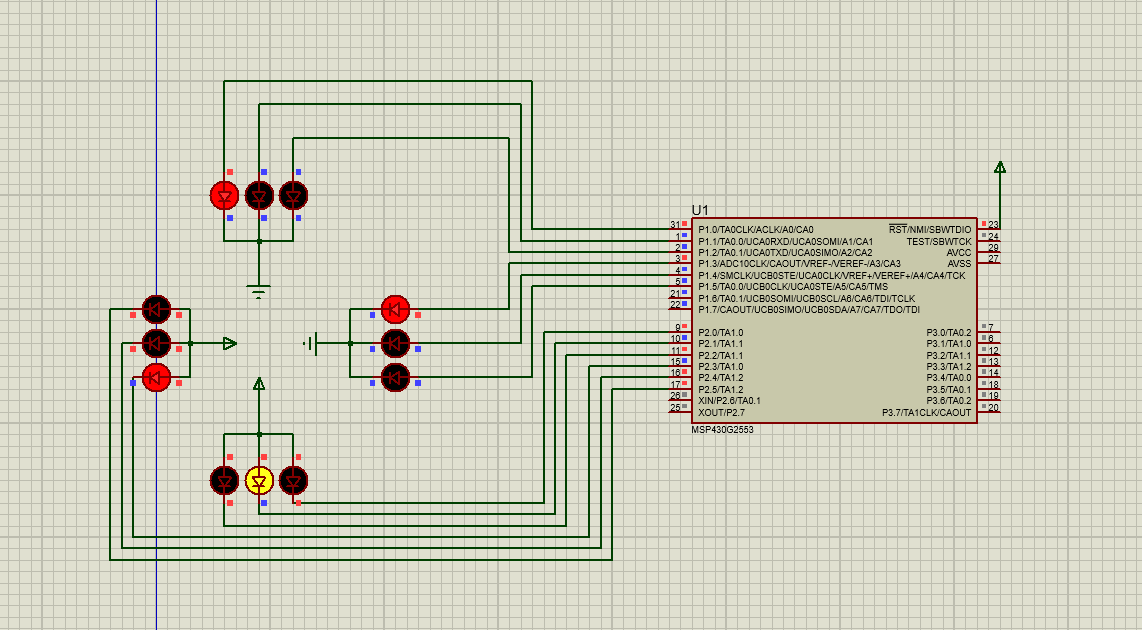 U1
31 P1.0/TA0CLK/ACLK/A0/CA0 RST/NMI/SBWTDIO 23
1 P1.1/TA0.0/UCA0RXD/UCA0SOMI/A1/CA1 TEST/SBWTCK 24
2 P1.2/TA0.1/UCA0TXD/UCA0SIMO/A2/CA2 AVCC 29
3 P1.3/ADC10CLK/CAOUT/VREF-/VEREF-/A3/CA3 AVSS 27
4 P1.4/SMCLK/UCB0STE/UCA0CLK/VREF+/VEREF+/A4/CA4/TCK
5 P1.5/TA0.0/UCB0CLK/UCA0STE/A5/CA5/TMS
21 P1.6/TA0.1/UCB0SOMI/UCB0SCL/A6/CA6/TDI/TCLK
22 P1.7/CAOUT/UCB0SIMO/UCB0SDA/A7/CA7/TDO/TDI
9 P2.0/TA1.0 P3.0/TA0.2 7
10 P2.1/TA1.1 P3.1/TA1.0 6
11 P2.2/TA1.1 P3.2/TA1.1 12
15 P2.3/TA1.0 P3.3/TA1.2 13
16 P2.4/TA1.2 P3.4/TA0.0 14
17 P2.5/TA1.2 P3.5/TA0.1 18
26 XIN/P2.6/TA0.1 P3.6/TA0.2 19
25 XOUT/P2.7 P3.7/TA1CLK/CAOUT 20
MSP430G2553